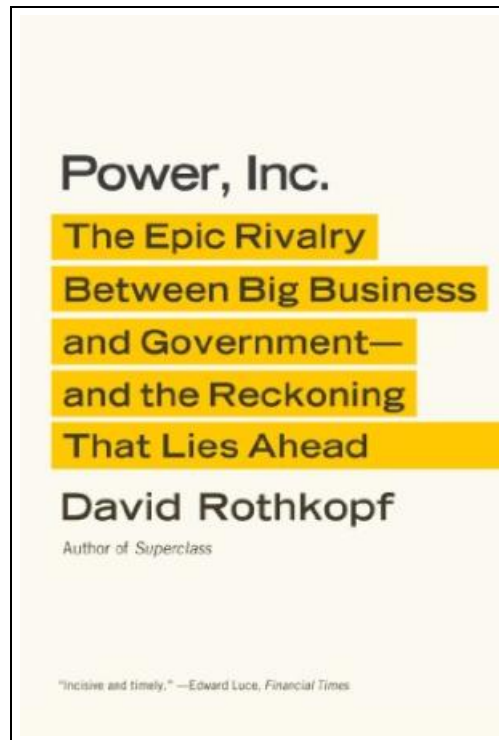 Power, Inc.
The Epic Rivalry
Between Big Business
and Government—
and the Reckoning
That Lies Ahead
David Rothkopf
Author of Superclass
"Incisive and timely." —Edward Luce, Financial Times